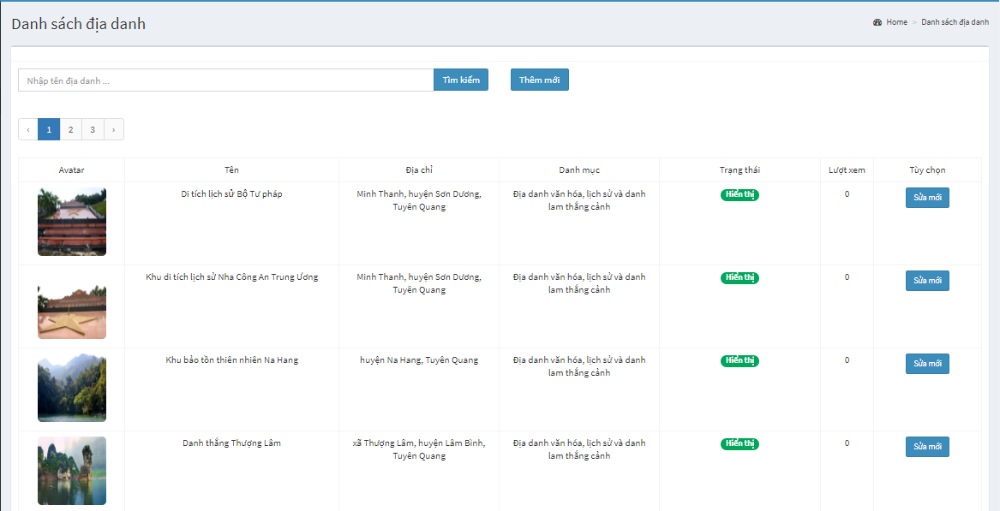 Danh sách địa danh
Home > Danh sách địa danh
Nhập tên địa danh ...
Tìm kiếm
Thêm mới
‹ 1 2 3 ›
Avatar Tên Địa chỉ Danh mục Trạng thái Lượt xem Tùy chọn
Di tích lịch sử Bộ Tư pháp
Minh Thanh, huyện Sơn Dương,
Tuyên Quang
Địa danh văn hóa, lịch sử và danh
lam thắng cảnh
Hiển thị
0
Sửa mới
Khu di tích lịch sử Nha Công An Trung Ương
Minh Thanh, huyện Sơn Dương,
Tuyên Quang
Địa danh văn hóa, lịch sử và danh
lam thắng cảnh
Hiển thị
0
Sửa mới
Khu bảo tồn thiên nhiên Na Hang
huyện Na Hang, Tuyên Quang
Địa danh văn hóa, lịch sử và danh
lam thắng cảnh
Hiển thị
0
Sửa mới
Danh thắng Thượng Lâm
xã Thượng Lâm, huyện Lâm Bình,
Tuyên Quang
Địa danh văn hóa, lịch sử và danh
lam thắng cảnh
Hiển thị
0
Sửa mới